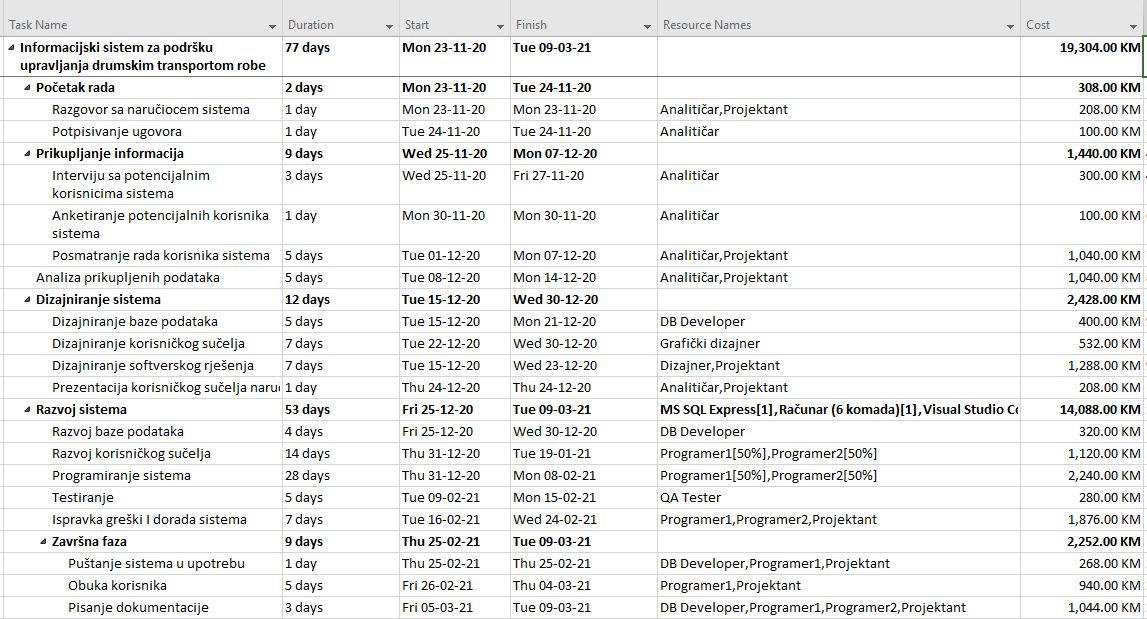 Task Name Duration Start Finish Resource Names Cost
Informacijski sistem za podršku 77 days Mon 23-11-20 Tue 09-03-21 19,304.00 KM
upravljanja drumskim transportom robe
Početak rada 2 days Mon 23-11-20 Tue 24-11-20 308.00 KM
Razgovor sa naručiocem sistema 1 day Mon 23-11-20 Mon 23-11-20 Analitičar,Projektant 208.00 KM
Potpisivanje ugovora 1 day Tue 24-11-20 Tue 24-11-20 Analitičar 100.00 KM
Prikupljanje informacija 9 days Wed 25-11-20 Mon 07-12-20 1,440.00 KM
Interviju sa potencijalnim 3 days Wed 25-11-20 Fri 27-11-20 Analitičar 300.00 KM
korisnicima sistema
Anketiranje potencijalnih korisnika 1 day Mon 30-11-20 Mon 30-11-20 Analitičar 100.00 KM
sistema
Posmatranje rada korisnika sistema 5 days Tue 01-12-20 Mon 07-12-20 Analitičar,Projektant 1,040.00 KM
Analiza prikupljenih podataka 5 days Tue 08-12-20 Mon 14-12-20 Analitičar,Projektant 1,040.00 KM
Dizajniranje sistema 12 days Tue 15-12-20 Wed 30-12-20 2,428.00 KM
Dizajniranje baze podataka 5 days Tue 15-12-20 Mon 21-12-20 DB Developer 400.00 KM
Dizajniranje korisničkog sučelja 7 days Tue 22-12-20 Wed 30-12-20 Grafički dizajner 532.00 KM
Dizajniranje softverskog rješenja 7 days Tue 15-12-20 Wed 23-12-20 Dizajner,Projektant 1,288.00 KM
Prezentacija korisničkog sučelja naru 1 day Thu 24-12-20 Thu 24-12-20 Analitičar,Projektant 208.00 KM
Razvoj sistema 53 days Fri 25-12-20 Tue 09-03-21 MS SQL Express[1],Računar (6 komada)[1],Visual Studio Co 14,088.00 KM
Razvoj baze podataka 4 days Fri 25-12-20 Wed 30-12-20 DB Developer 320.00 KM
Razvoj korisničkog sučelja 14 days Thu 31-12-20 Tue 19-01-21 Programer1[50%],Programer2[50%] 1,120.00 KM
Programiranje sistema 28 days Thu 31-12-20 Mon 08-02-21 Programer1[50%],Programer2[50%] 2,240.00 KM
Testiranje 5 days Tue 09-02-21 Mon 15-02-21 QA Tester 280.00 KM
Ispravka greški I dorada sistema 7 days Tue 16-02-21 Wed 24-02-21 Programer1,Programer2,Projektant 1,876.00 KM
Završna faza 9 days Thu 25-02-21 Tue 09-03-21 2,252.00 KM
Puštanje sistema u upotrebu 1 day Thu 25-02-21 Thu 25-02-21 DB Developer,Programer1,Projektant 268.00 KM
Obuka korisnika 5 days Fri 26-02-21 Thu 04-03-21 Programer1,Projektant 940.00 KM
Pisanje dokumentacije 3 days Fri 05-03-21 Tue 09-03-21 DB Developer,Programer1,Programer2,Projektant 1,044.00 KM